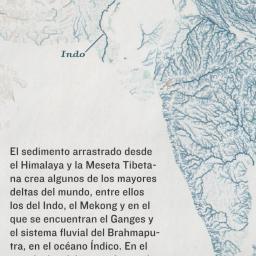 Indo
El sedimento arrastrado desde
el Himalaya y la Meseta Tibeta-
na crea algunos de los mayores
deltas del mundo, entre ellos
los del Indo, el Mekong y en el
que se encuentran el Ganges y
el sistema fluvial del Brahmapu-
tra, en el océano Índico. En el